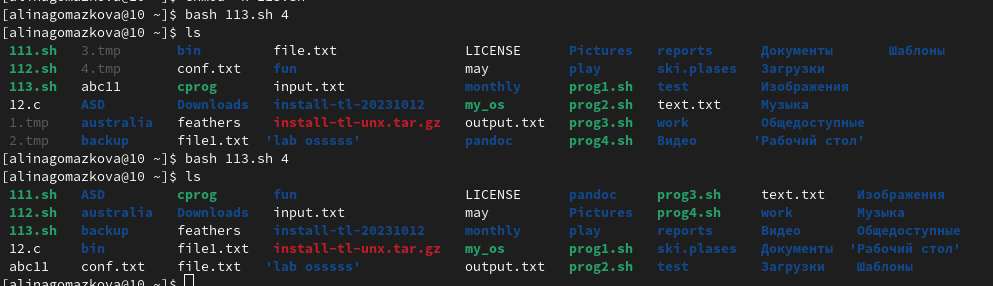 [alinagomazkova@10 ~]$ bash 113.sh 4
[alinagomazkova@10 ~]$ ls
111.sh 3.tmp bin file.txt LICENSE Pictures reports Документы Шаблоны
112.sh 4.tmp conf.txt fun may play ski.plases Загрузки
113.sh abc11 cprog input.txt monthly prog1.sh test Изображения
12.c ASD Downloads install-tl-20231012 my_os prog2.sh text.txt Музыка
1.tmp australia feathers install-tl-unx.tar.gz output.txt prog3.sh work Общедоступные
2.tmp backup file1.txt 'lab osssss' pandoc prog4.sh Видео 'Рабочий стол'
[alinagomazkova@10 ~]$ bash 113.sh 4
[alinagomazkova@10 ~]$ ls
111.sh ASD cprog fun LICENSE pandoc prog3.sh text.txt Изображения
112.sh australia Downloads input.txt may Pictures prog4.sh work Музыка
113.sh backup feathers install-tl-20231012 monthly play reports Видео Общедоступные
12.c bin file1.txt install-tl-unx.tar.gz my_os prog1.sh ski.plases Документы 'Рабочий стол'
abc11 conf.txt file.txt 'lab osssss' output.txt prog2.sh test Загрузки Шаблоны
[alinagomazkova@10 ~]$